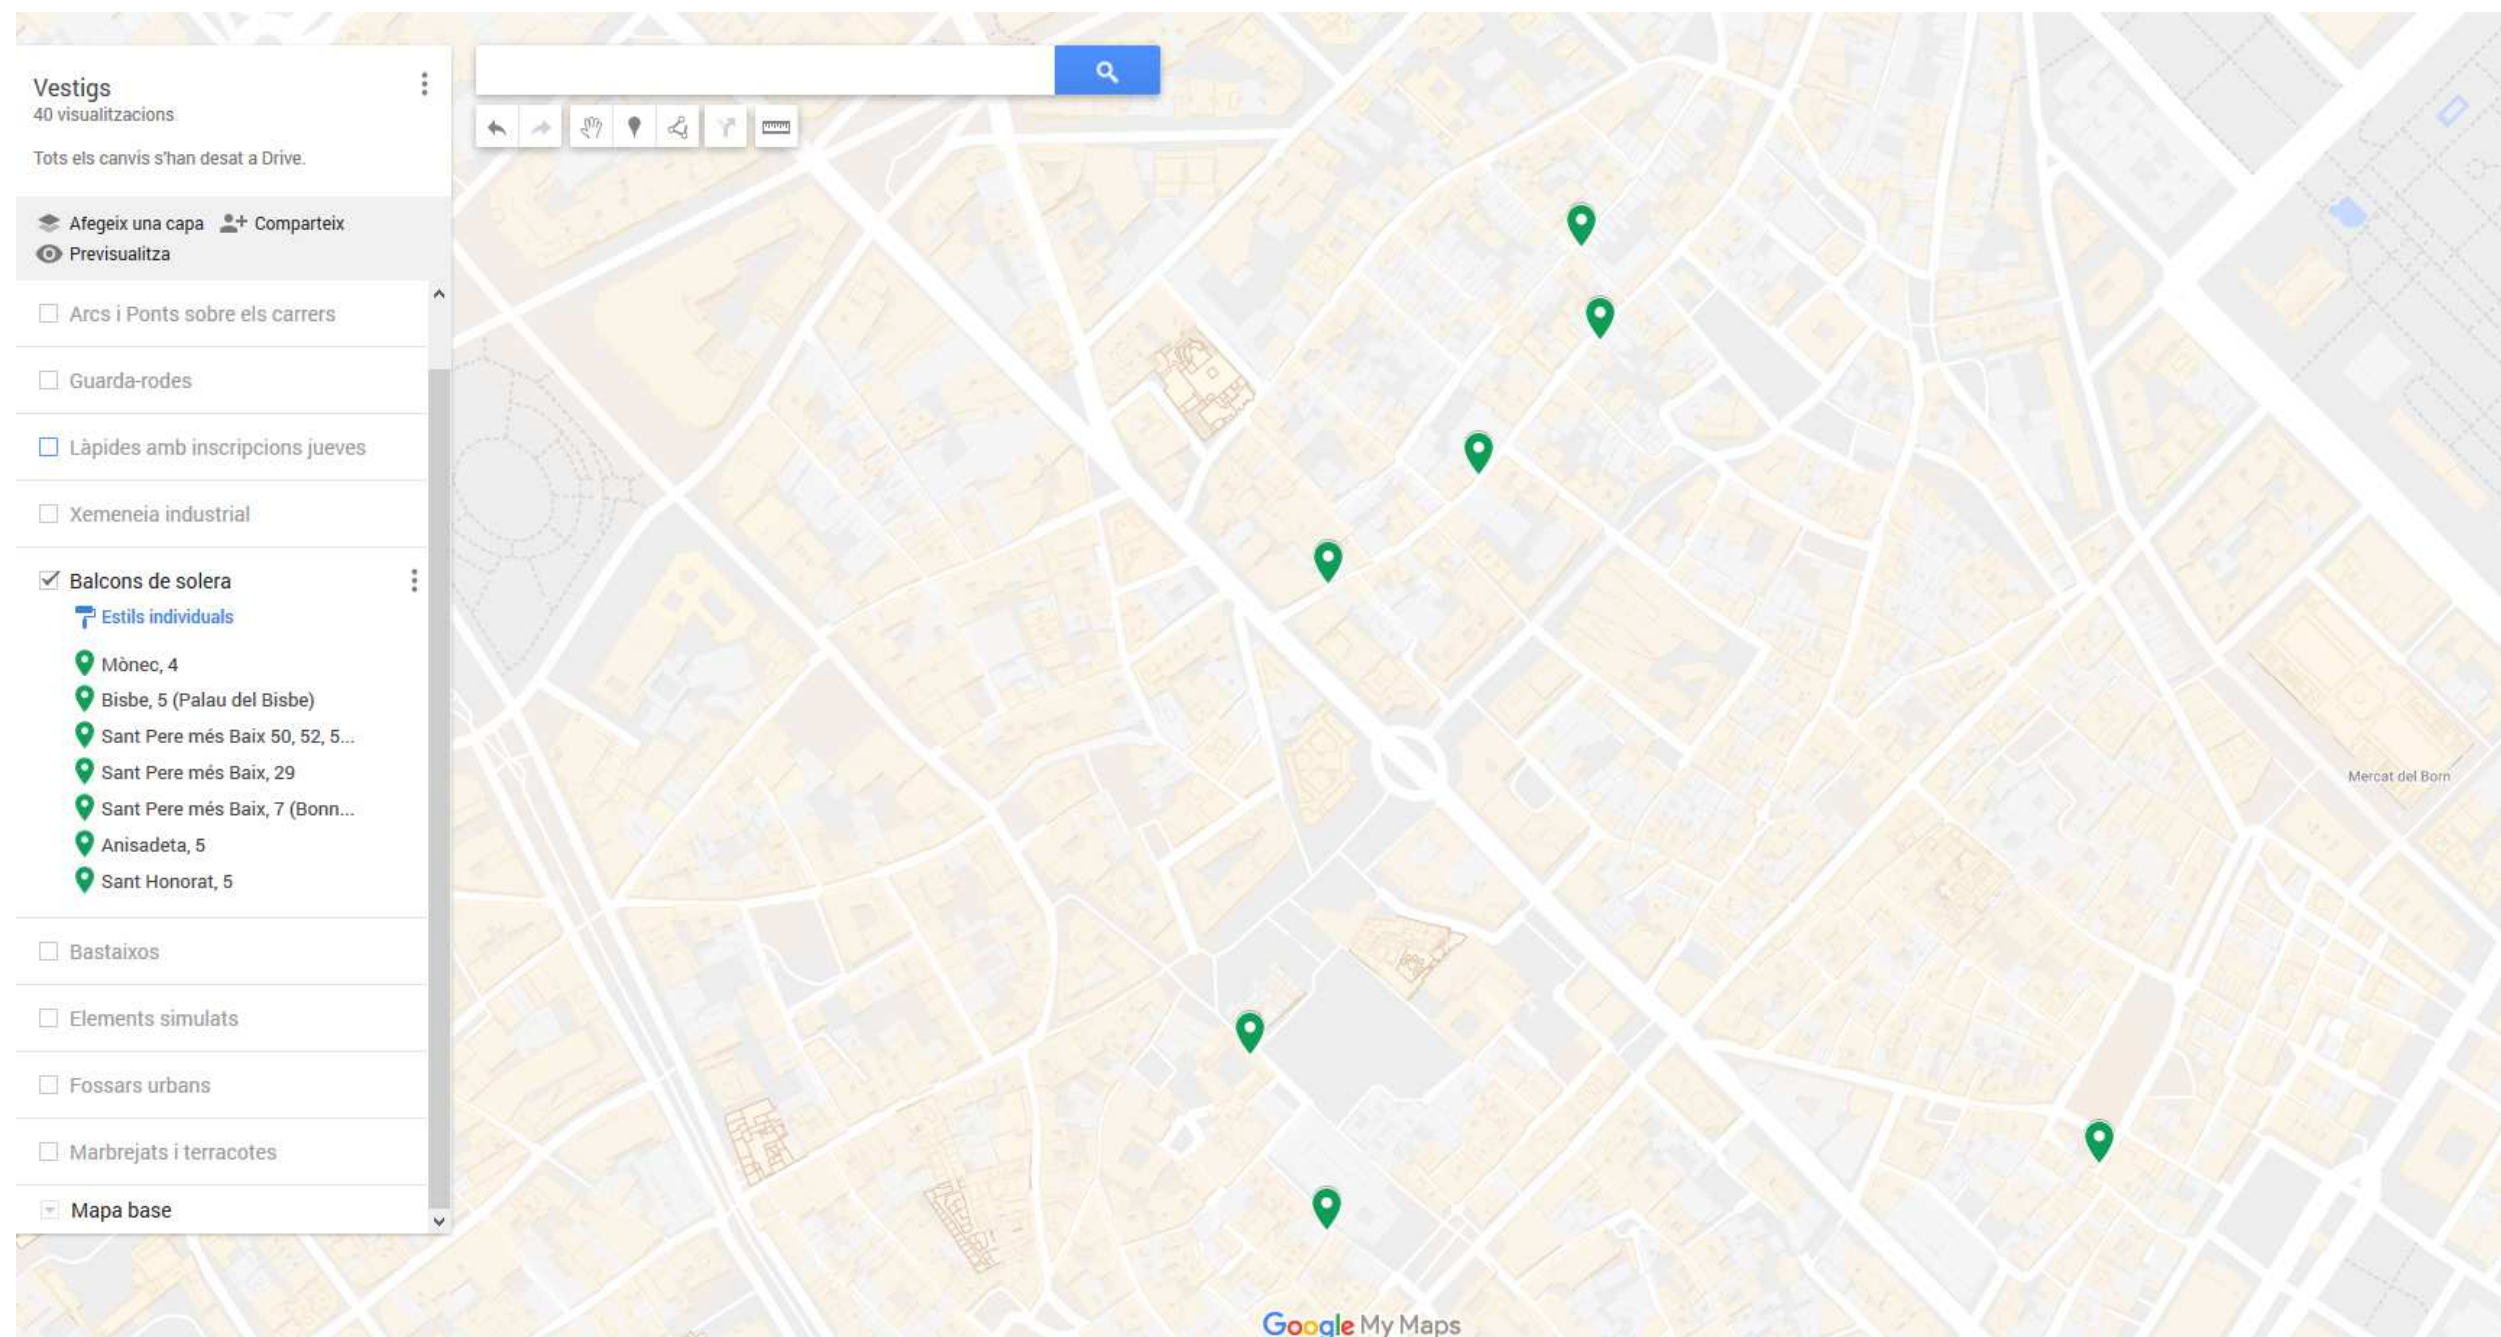 Vestigs
40 visualitzacions
Tots els canvis s'han desat a Drive.
Afegeix una capa
Comparteix
Previsualitza
Arcs i Ponts sobre els carrers
Guarda-rodes
Làpides amb inscripcions jueves
Xemeneia industrial
Balcons de solera
Estils individuals
Mònec, 4
Bisbe, 5 (Palau del Bisbe)
Sant Pere més Baix 50, 52, 5...
Sant Pere més Baix, 29
Sant Pere més Baix, 7 (Bonn...
Anisadeta, 5
Sant Honorat, 5
Bastaixos
Elements simulats
Fossars urbans
Marbrejats i terracotes
Mapa base
Mercat del Born
Google My Maps